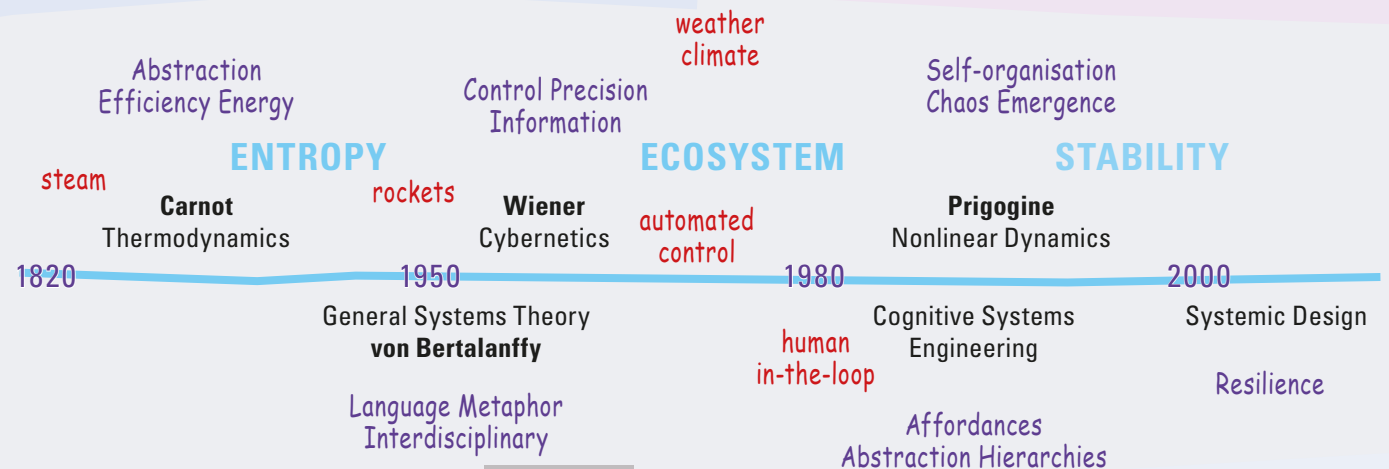 weather
climate
Abstraction
Efficiency Energy
Control Precision
Information
Self-organisation
Chaos Emergence
ENTROPY
ECOSYSTEM
STABILITY
steam
rockets
Carnot
Thermodynamics
Wiener
Cybernetics
automated
control
Prigogine
Nonlinear Dynamics
1820
1950
1980
2000
General Systems Theory
von Bertalanffy
human
in-the-loop
Cognitive Systems
Engineering
Systemic Design
Resilience
Language Metaphor
Interdisciplinary
Affordances
Abstraction Hierarchies